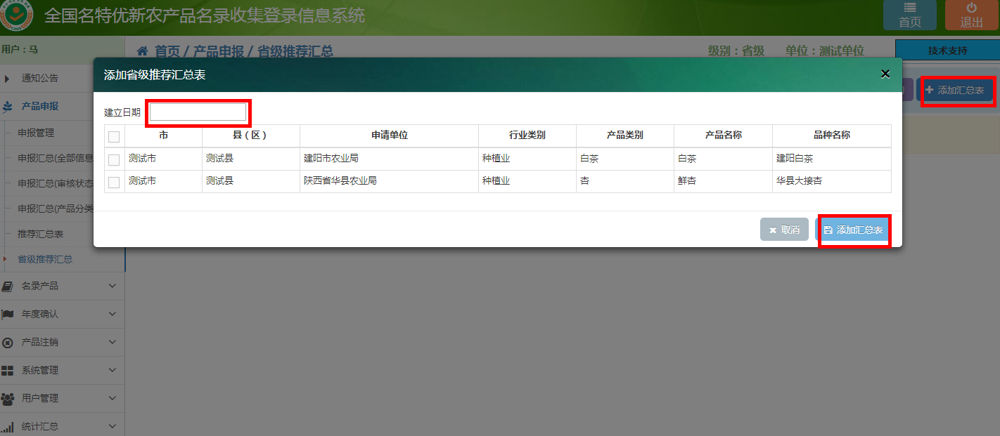 全国名特优新农产品名录收集登录信息系统
首页
退出
用户：马
首页 / 产品申报 / 省级推荐汇总
级别：省级 单位：测试单位
技术支持
通知公告
产品申报
申报管理
申报汇总(全部信息
申报汇总(审核状态
申报汇总(产品分类
推荐汇总表
省级推荐汇总
名录产品
年度确认
产品注销
系统管理
用户管理
统计汇总
添加汇总表
添加省级推荐汇总表
建立日期
市 县（区） 申请单位 行业类别 产品类别 产品名称 品种名称
测试市 测试县 建阳市农业局 种植业 白茶 白茶 建阳白茶
测试市 测试县 陕西省华县农业局 种植业 杏 鲜杏 华县大接杏
取消 添加汇总表